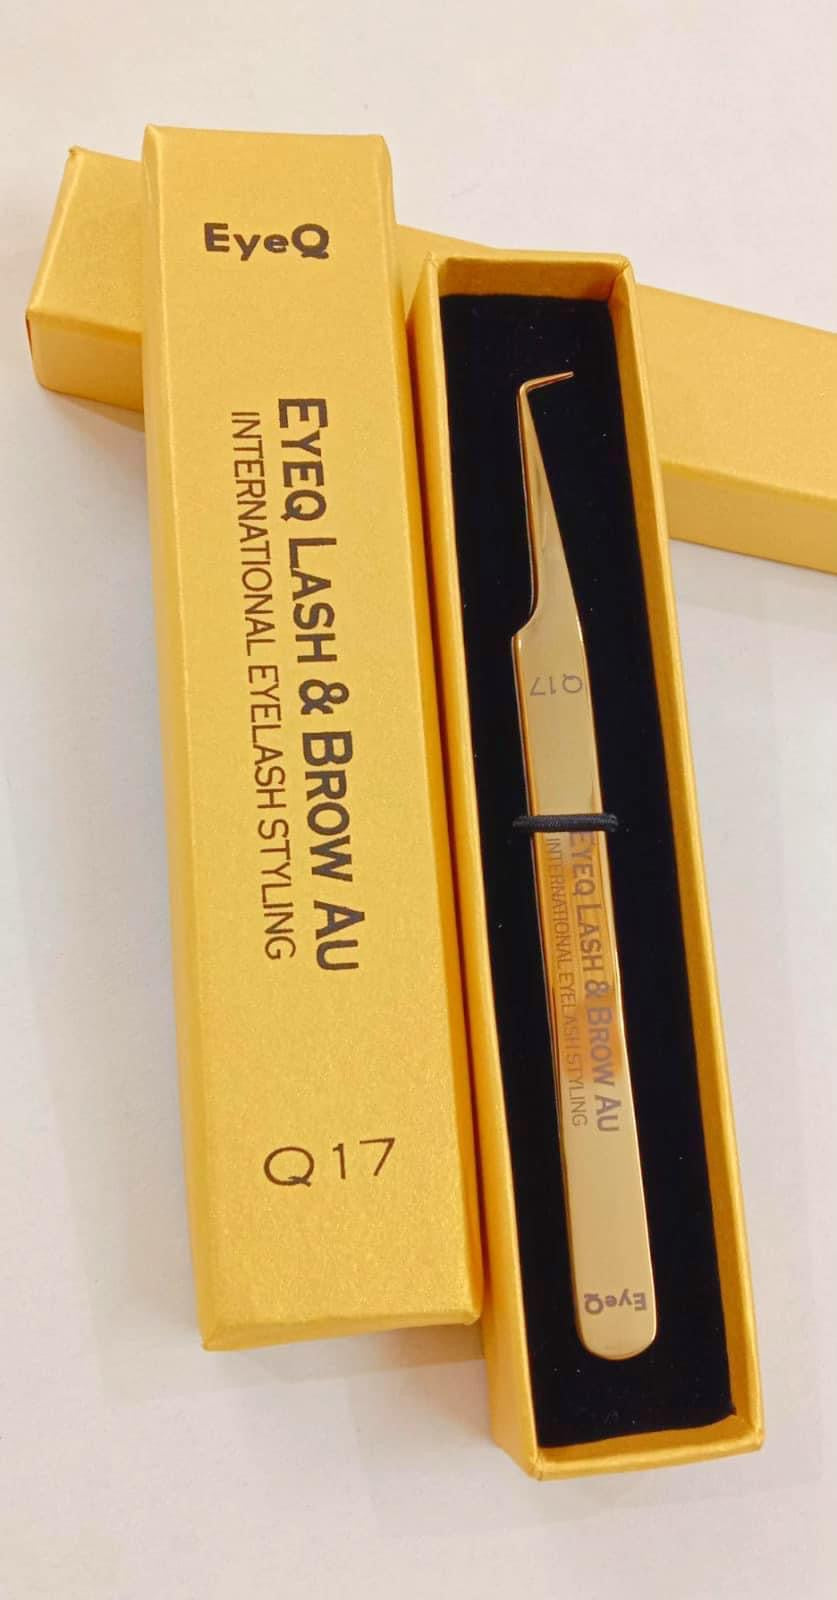 EyeQ
EYEQ LASH & BROW AU
INTERNATIONAL EYELASH STYLING
Q17
Q17
EYEQ LASH & BROW AU
INTERNATIONAL EYELASH STYLING
EyeQ